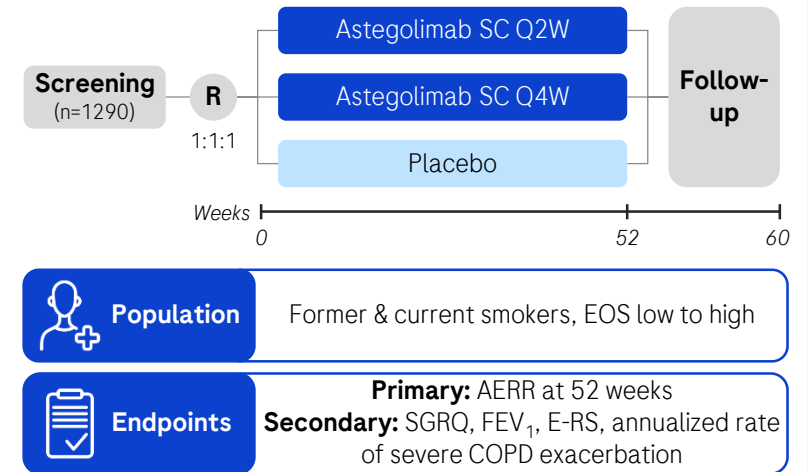 Astegolimab SC Q2W
Screening
(n=1290)
R
1:1:1
Astegolimab SC Q4W
Placebo
Follow-
up
Weeks
0
52
60
Population
Former & current smokers, EOS low to high
Endpoints
Primary: AERR at 52 weeks
Secondary: SGRQ, FEV₁, E-RS, annualized rate
of severe COPD exacerbation